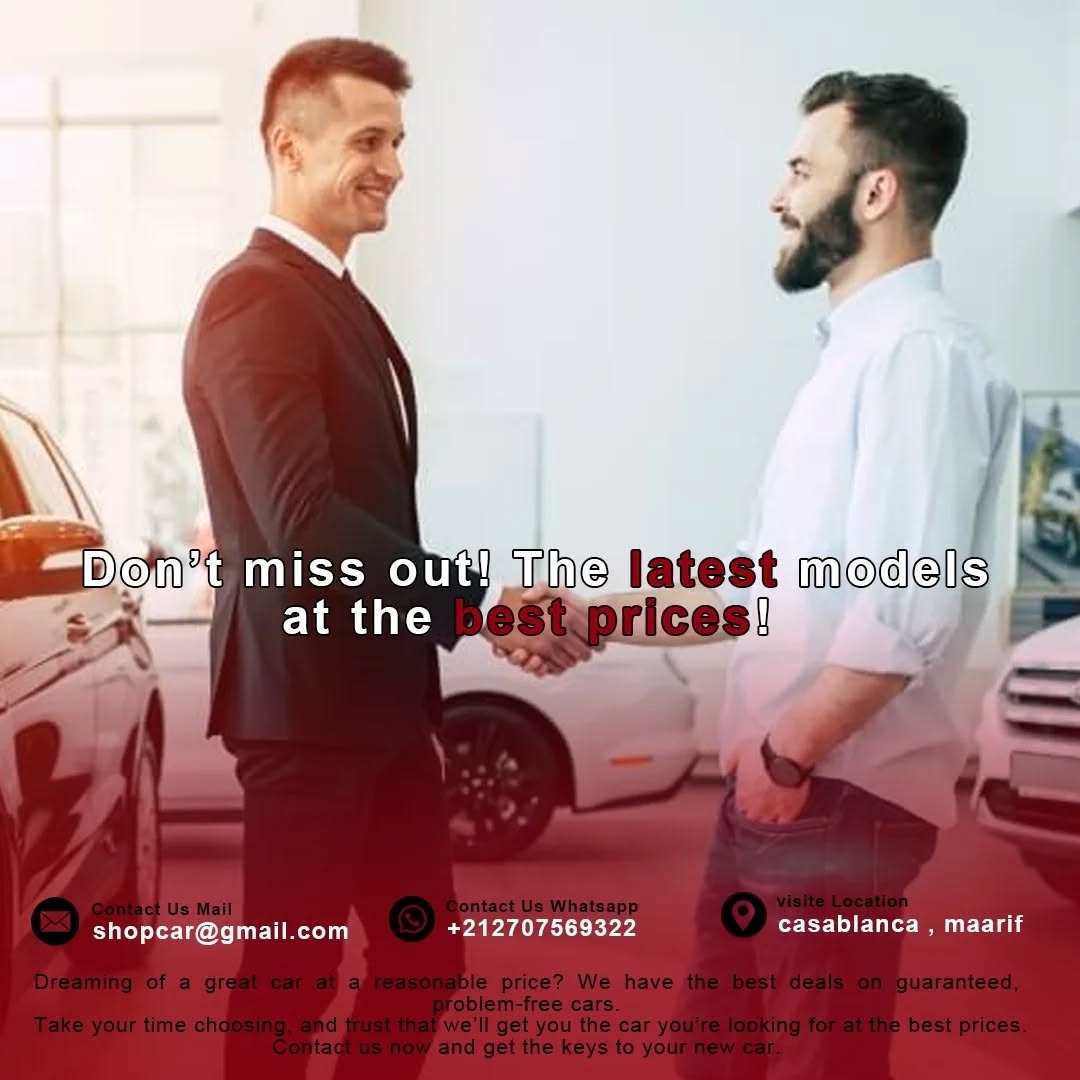 Don’t miss out! The latest models
at the best prices!
Contact Us Mail
shopcar@gmail.com
Contact Us Whatsapp
+212707569322
visite Location
casablanca , maarif
Dreaming of a great car at a reasonable price? We have the best deals on guaranteed,
problem-free cars.
Take your time choosing, and trust that we’ll get you the car you’re looking for at the best prices.
Contact us now and get the keys to your new car.